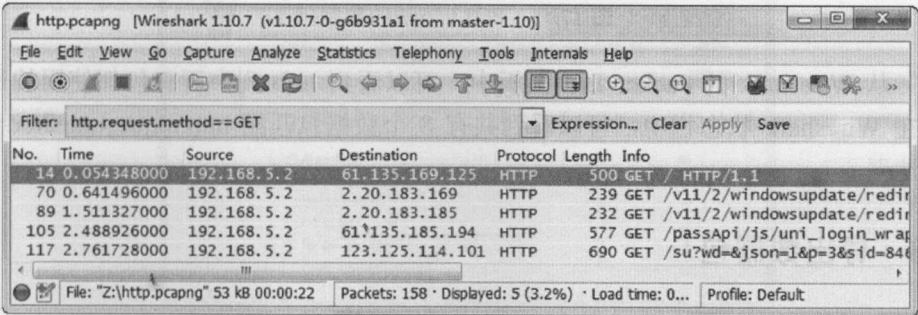 http.pcapng [Wireshark 1.10.7 (v1.10.7-0-g6b931a1 from master-1.10)]
File Edit View Go Capture Analyze Statistics Telephony Tools Internals Help
Filter: http.request.method==GET Expression... Clear Apply Save
No. Time Source Destination Protocol Length Info
14 0.054348000 192.168.5.2 61.135.169.125 HTTP 500 GET / HTTP/1.1
70 0.641496000 192.168.5.2 2.20.183.169 HTTP 239 GET /v11/2/windowsupdate/redir
89 1.511327000 192.168.5.2 2.20.183.185 HTTP 232 GET /v11/2/windowsupdate/redir
105 2.488926000 192.168.5.2 61.135.185.194 HTTP 577 GET /passApi/js/uni_login_wrap
117 2.761728000 192.168.5.2 123.125.114.101 HTTP 690 GET /su?wd=&json=1&p=3&sid=846
File: "Z:\http.pcapng" 53 kB 00:00:22 Packets: 158 · Displayed: 5 (3.2%) · Load time: 0... Profile: Default